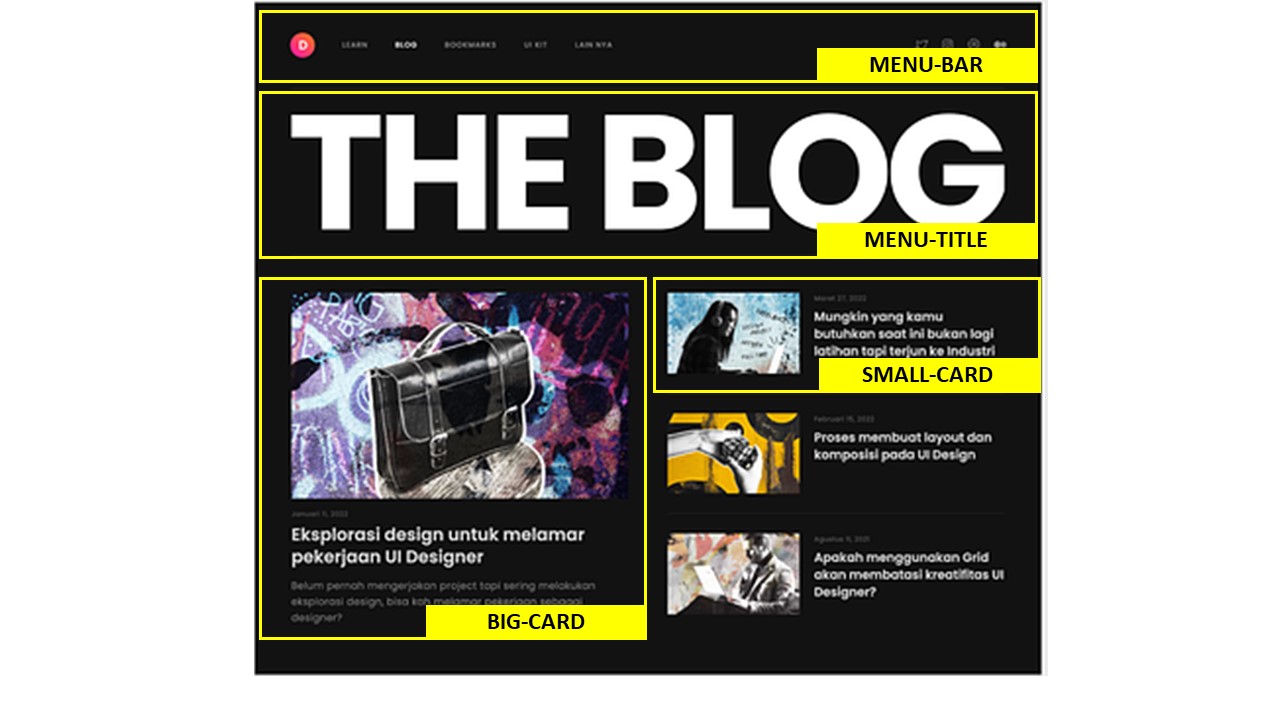 D LEARN BLOG BOOKMARKS UI KIT LAIN NYA
MENU-BAR
THE BLOG
MENU-TITLE
Januari 11, 2022
Eksplorasi design untuk melamar
pekerjaan UI Designer
Belum pernah mengerjakan project tapi sering melakukan
eksplorasi design, bisa kah melamar pekerjaan sebagai
designer?
BIG-CARD
Maret 27, 2022
Mungkin yang kamu
butuhkan saat ini bukan lagi
latihan tapi terjun ke Industri
SMALL-CARD
Februari 15, 2022
Proses membuat layout dan
komposisi pada UI Design
Agustus 11, 2021
Apakah menggunakan Grid
akan membatasi kreatifitas UI
Designer?